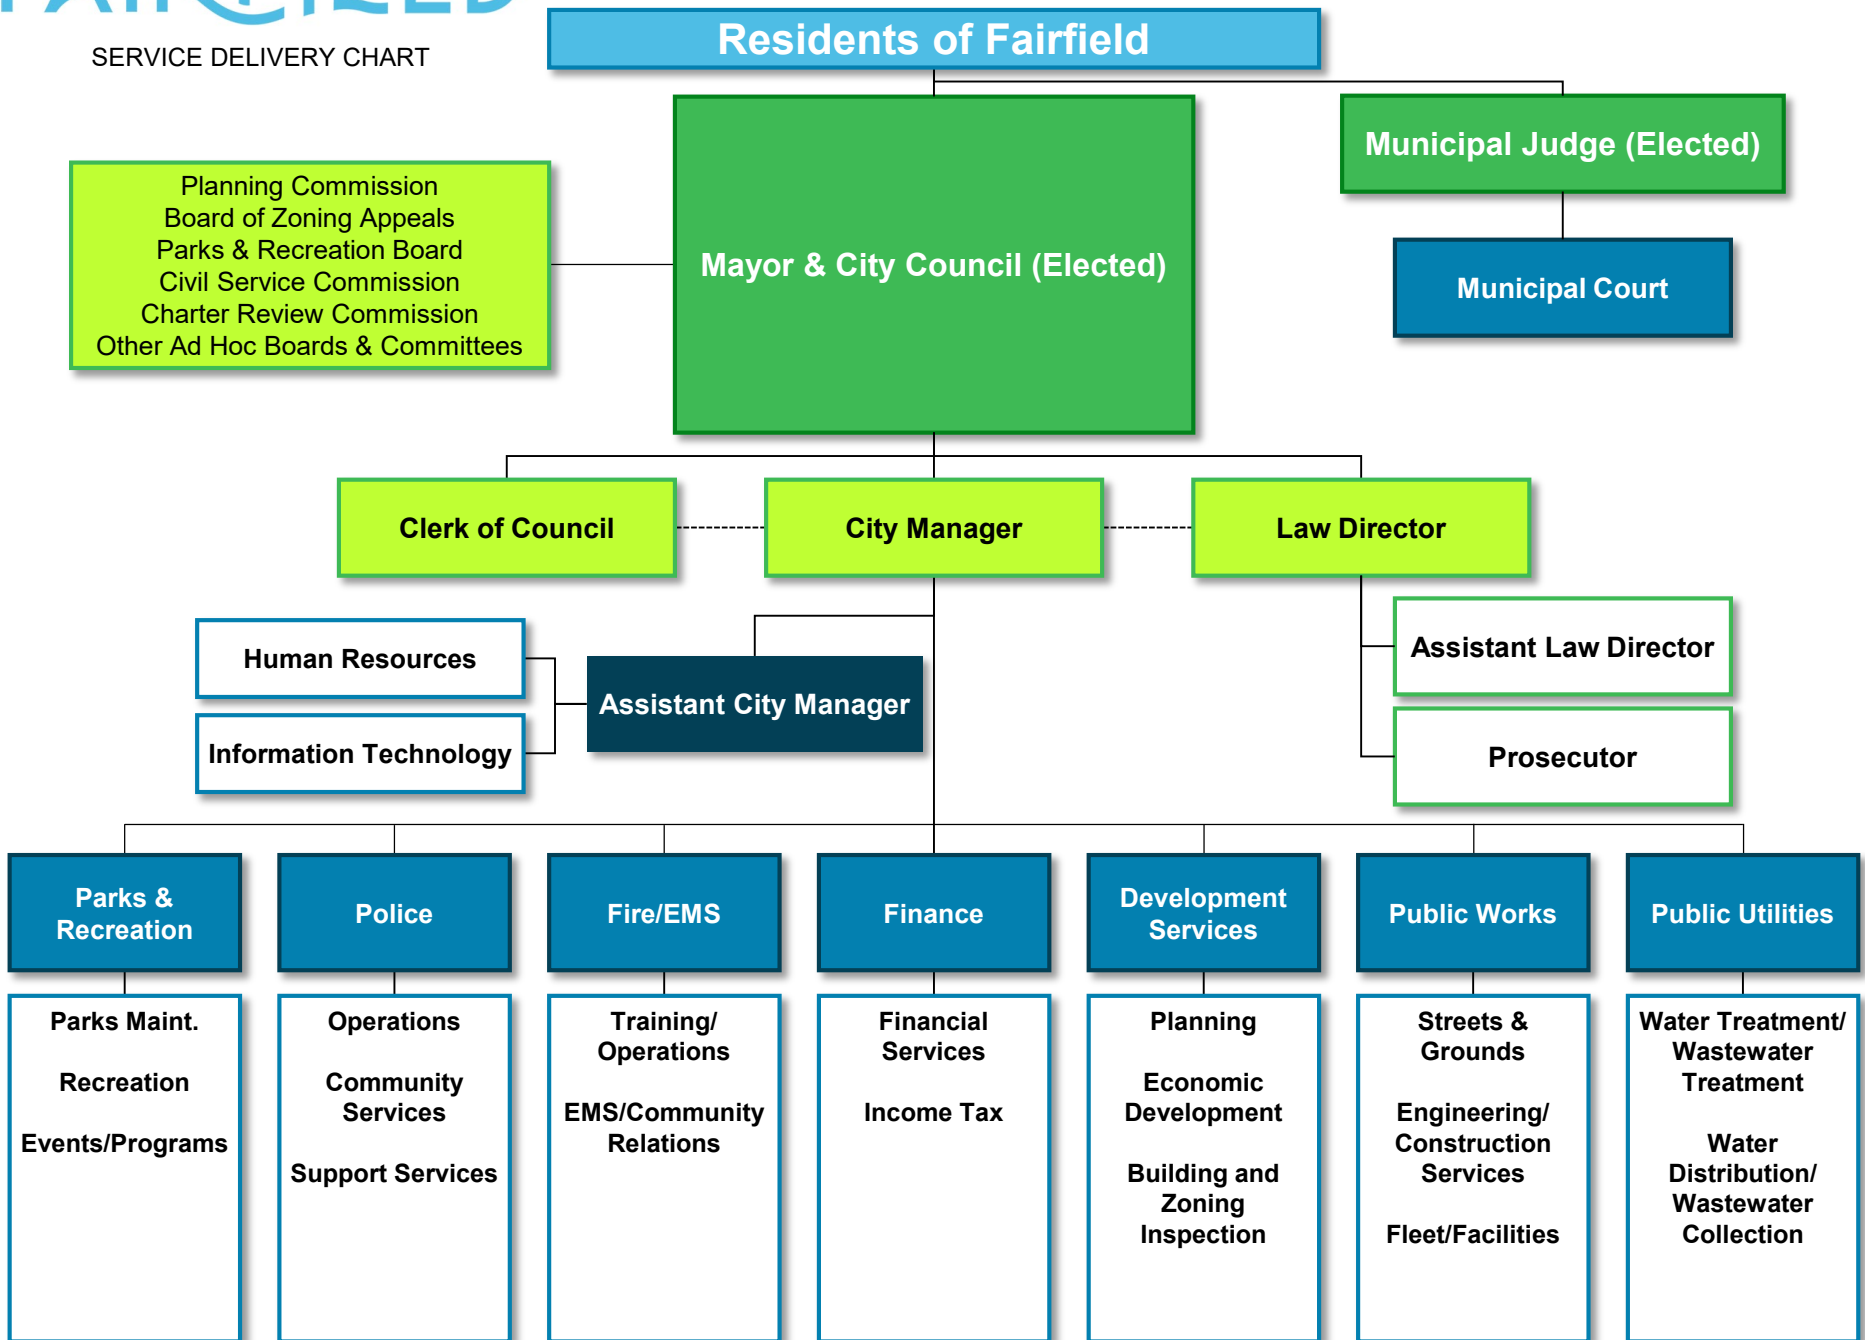 FAIRFIELD
SERVICE DELIVERY CHART
Residents of Fairfield
Mayor & City Council (Elected)
Municipal Judge (Elected)
Municipal Court
Planning Commission
Board of Zoning Appeals
Parks & Recreation Board
Civil Service Commission
Charter Review Commission
Other Ad Hoc Boards & Committees
Clerk of Council
City Manager
Law Director
Human Resources
Information Technology
Assistant City Manager
Assistant Law Director
Prosecutor
Parks &
Recreation
Police
Fire/EMS
Finance
Development
Services
Public Works
Public Utilities
Parks Maint.
Recreation
Events/Programs
Operations
Community
Services
Support Services
Training/
Operations
EMS/Community
Relations
Financial
Services
Income Tax
Planning
Economic
Development
Building and
Zoning
Inspection
Streets &
Grounds
Engineering/
Construction
Services
Fleet/Facilities
Water Treatment/
Wastewater
Treatment
Water
Distribution/
Wastewater
Collection